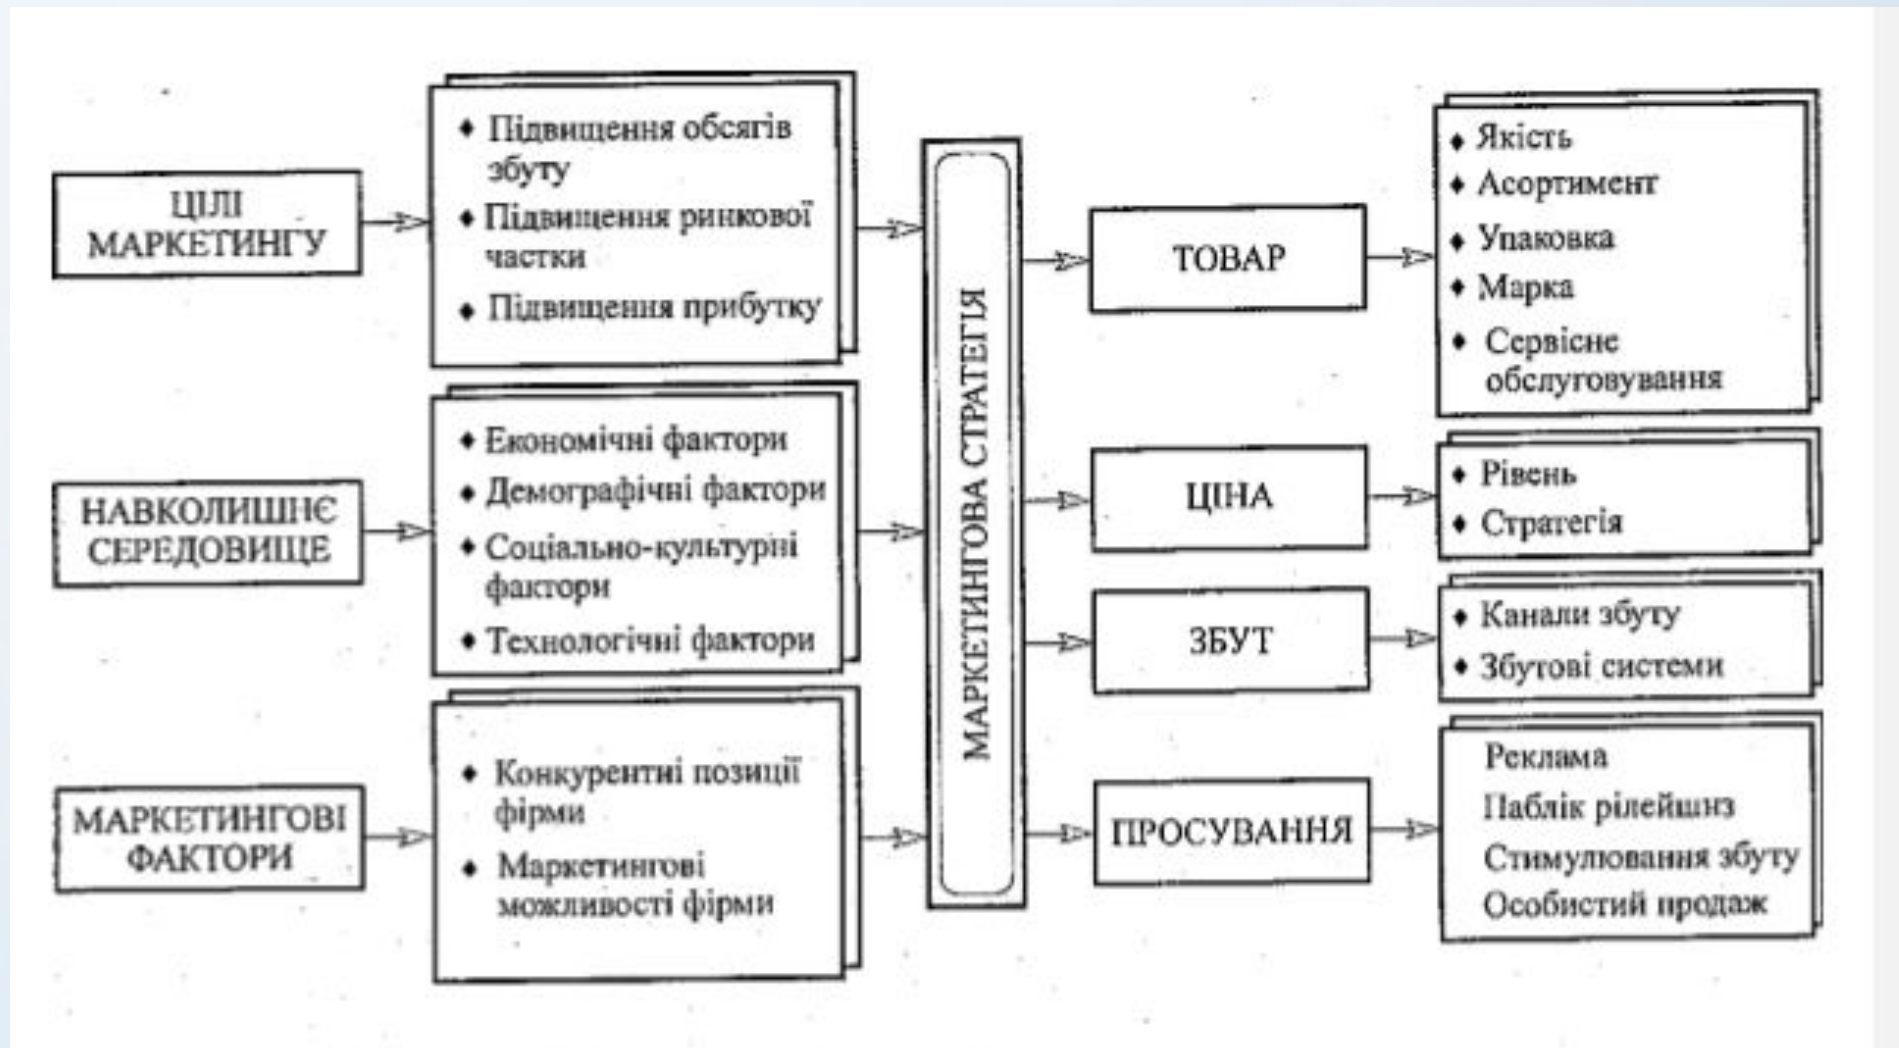 ЦІЛІ
МАРКЕТИНГУ
♦ Підвищення обсягів
збуту
♦ Підвищення ринкової
частки
♦ Підвищення прибутку
НАВКОЛИШНЄ
СЕРЕДОВИЩЕ
♦ Економічні фактори
♦ Демографічні фактори
♦ Соціально-культурні
фактори
♦ Технологічні фактори
МАРКЕТИНГОВІ
ФАКТОРИ
♦ Конкурентні позиції
фірми
♦ Маркетингові
можливості фірми
МАРКЕТИНГОВА СТРАТЕГІЯ
ТОВАР
♦ Якість
♦ Асортимент
♦ Упаковка
♦ Марка
♦ Сервісне
обслуговування
ЦІНА
♦ Рівень
♦ Стратегія
ЗБУТ
♦ Канали збуту
♦ Збутові системи
ПРОСУВАННЯ
Реклама
Паблік рілейшнз
Стимулювання збуту
Особистий продаж